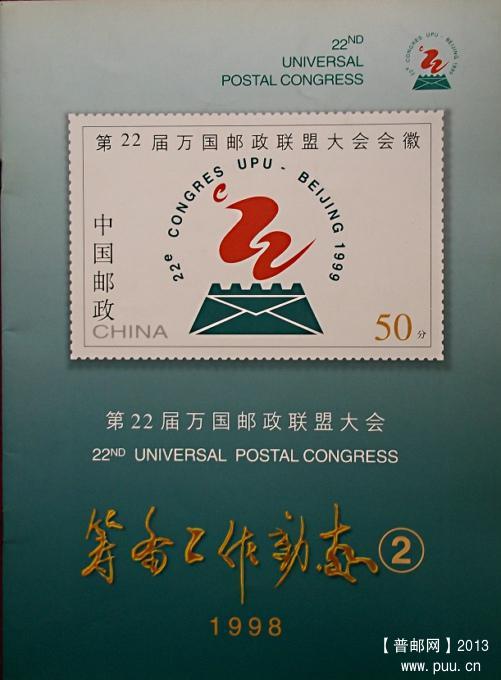 22ND
UNIVERSAL
POSTAL CONGRESS
22e CONGRES UPU - BEIJING 1999
第22届万国邮政联盟大会会徽
22e CONGRES UPU - BEIJING 1999
中国邮政
CHINA
50分
第22届万国邮政联盟大会
22ND UNIVERSAL POSTAL CONGRESS
筹备工作动态 2
1998
【普邮网】2013
www.puu.cn